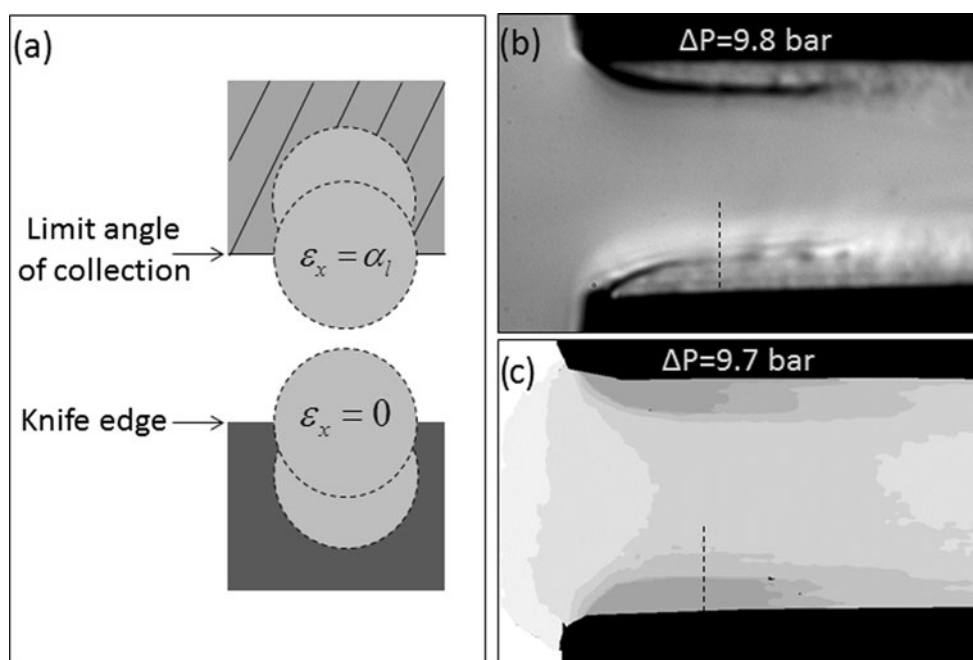 (a)
Limit angle
of collection
εₓ = αₗ
Knife edge
εₓ = 0
(b)
ΔP=9.8 bar
(c)
ΔP=9.7 bar